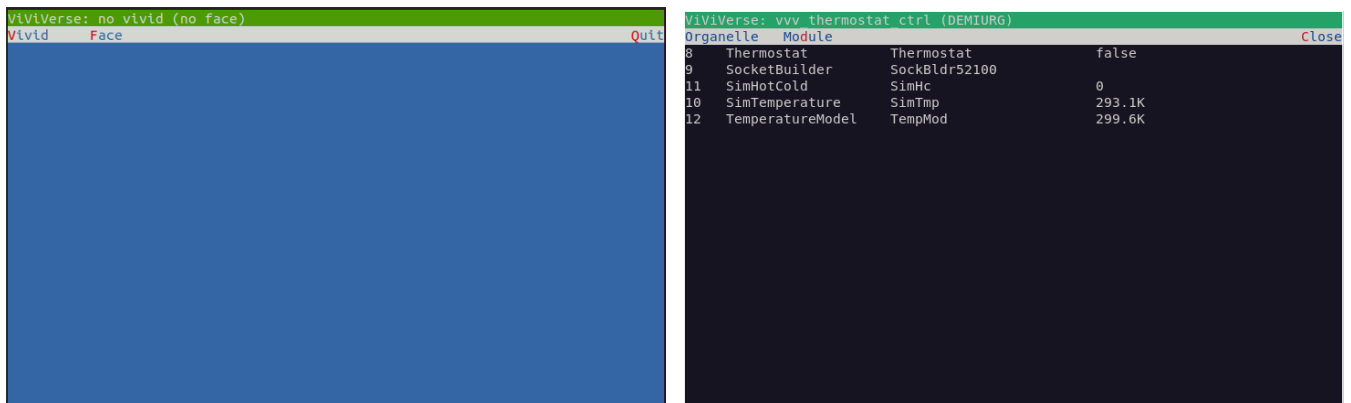 ViViVerse: no vivid (no face)
Vivid Face Quit
ViViVerse: vvv_thermostat_ctrl (DEMIURG)
Organelle Module Close
8 Thermostat Thermostat false
9 SocketBuilder SockBldr52100
11 SimHotCold SimHc 0
10 SimTemperature SimTmp 293.1K
12 TemperatureModel TempMod 299.6K